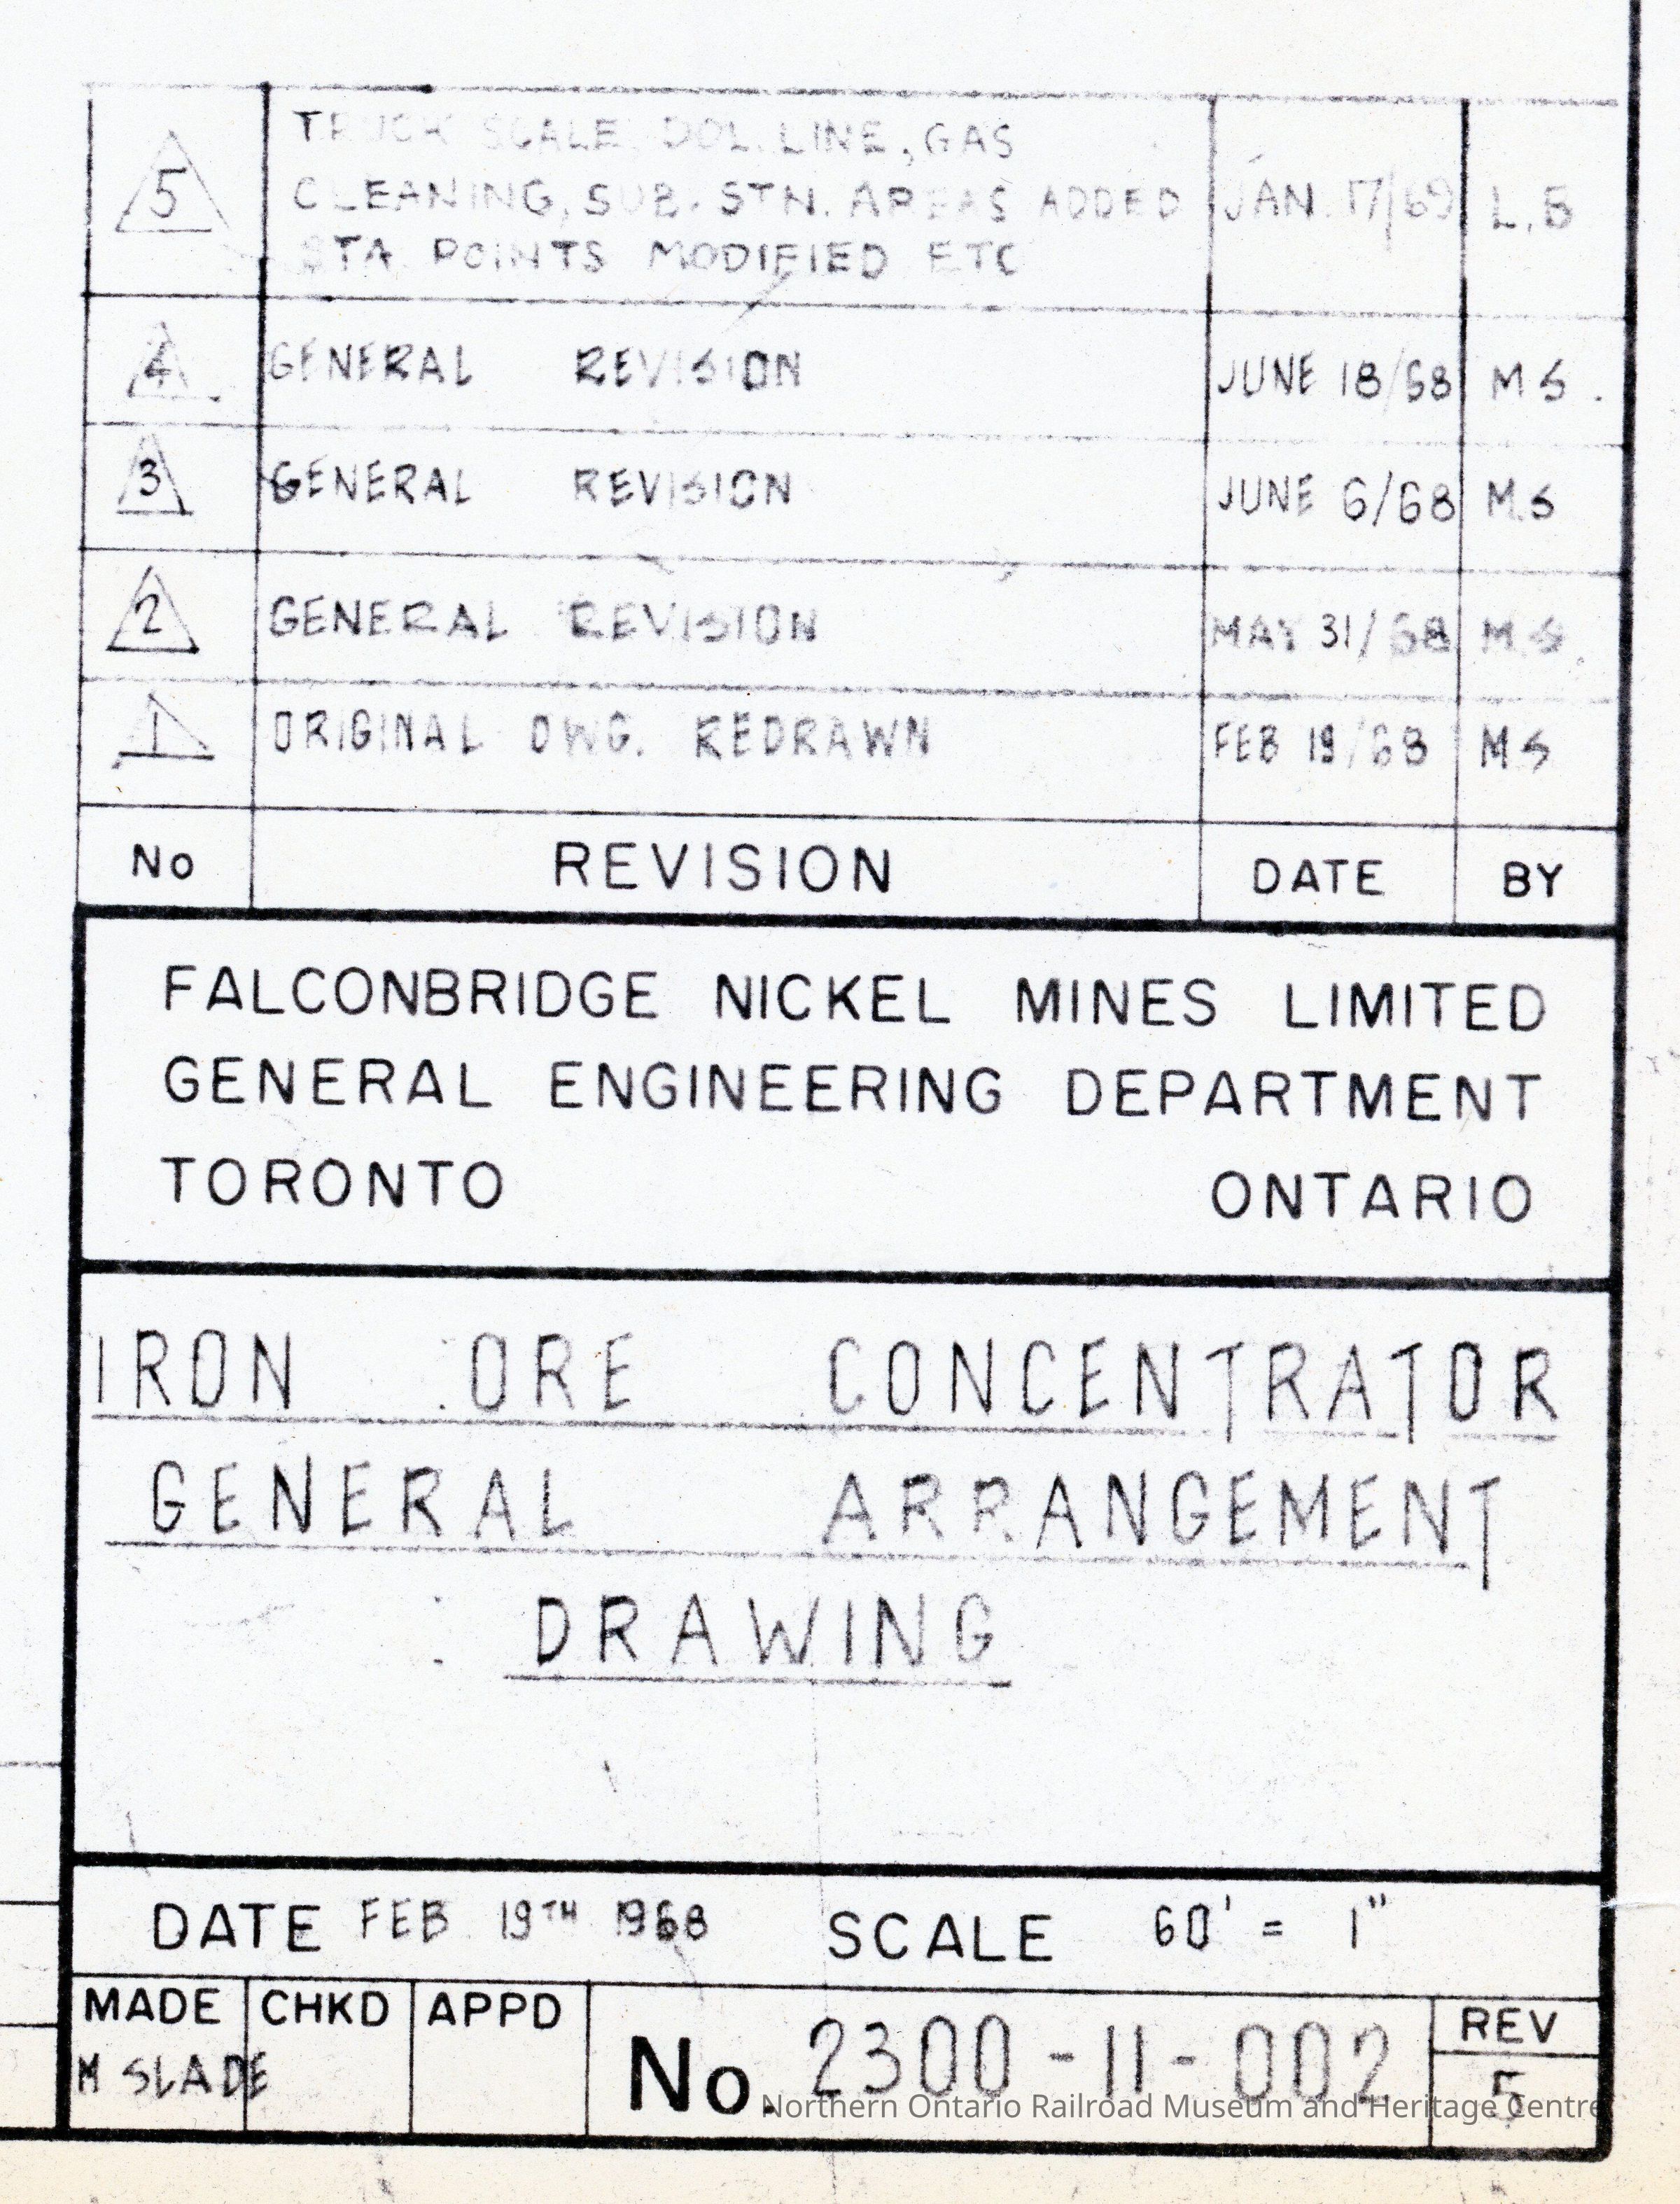 5 TRUCK SCALE, DOL. LINE, GAS
CLEANING, SUB. STN. AREAS ADDED JAN. 17/69 L.B
STA POINTS MODIFIED ETC
4 GENERAL REVISION JUNE 18/68 M S.
3 GENERAL REVISION JUNE 6/68 M.S
2 GENERAL REVISION MAY 31/68 M.S.
1 ORIGINAL DWG. REDRAWN FEB 19/68 M S
No REVISION DATE BY
FALCONBRIDGE NICKEL MINES LIMITED
GENERAL ENGINEERING DEPARTMENT
TORONTO ONTARIO
IRON ORE CONCENTRATOR
GENERAL ARRANGEMENT
DRAWING
DATE FEB 19TH 1968 SCALE 60' = 1"
MADE CHKD APPD No. 2300-11-002 REV
M SLADE 5
Northern Ontario Railroad Museum and Heritage Centre